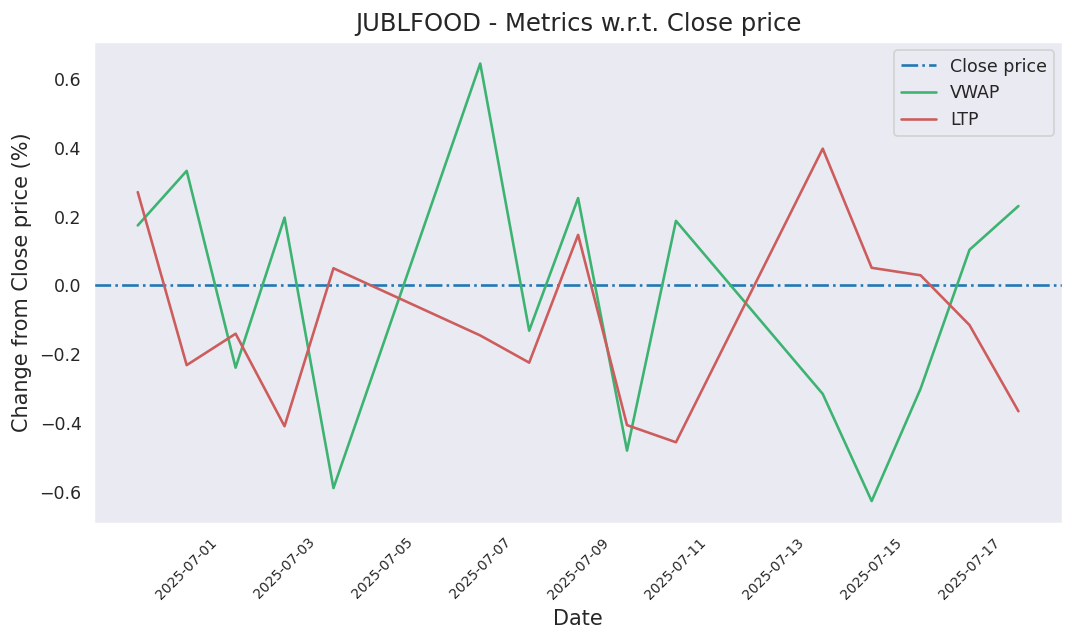 JUBLFOOD - Metrics w.r.t. Close price
Close price
VWAP
LTP
Change from Close price (%)
0.6
0.4
0.2
0.0
−0.2
−0.4
−0.6
2025-07-01
2025-07-03
2025-07-05
2025-07-07
2025-07-09
2025-07-11
2025-07-13
2025-07-15
2025-07-17
Date